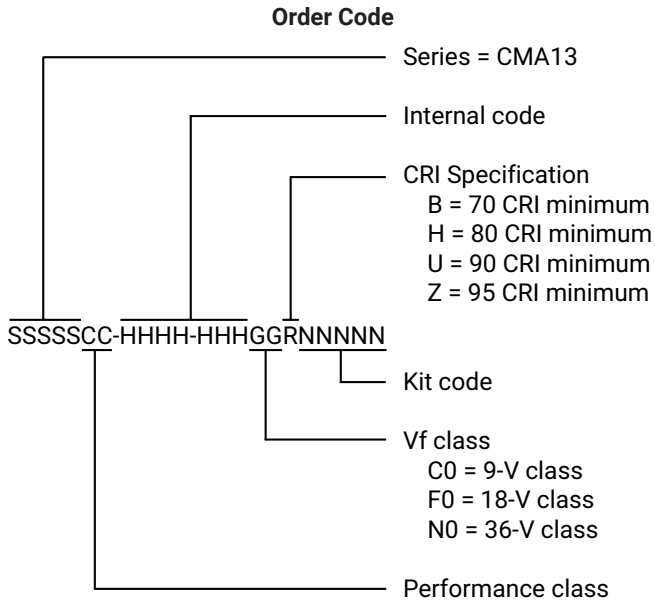 Order Code
Series = CMA13
Internal code
CRI Specification
B = 70 CRI minimum
H = 80 CRI minimum
U = 90 CRI minimum
Z = 95 CRI minimum
SSSSSCC-HHHH-HHHGGRNNNNN
Kit code
Vf class
C0 = 9-V class
F0 = 18-V class
N0 = 36-V class
Performance class